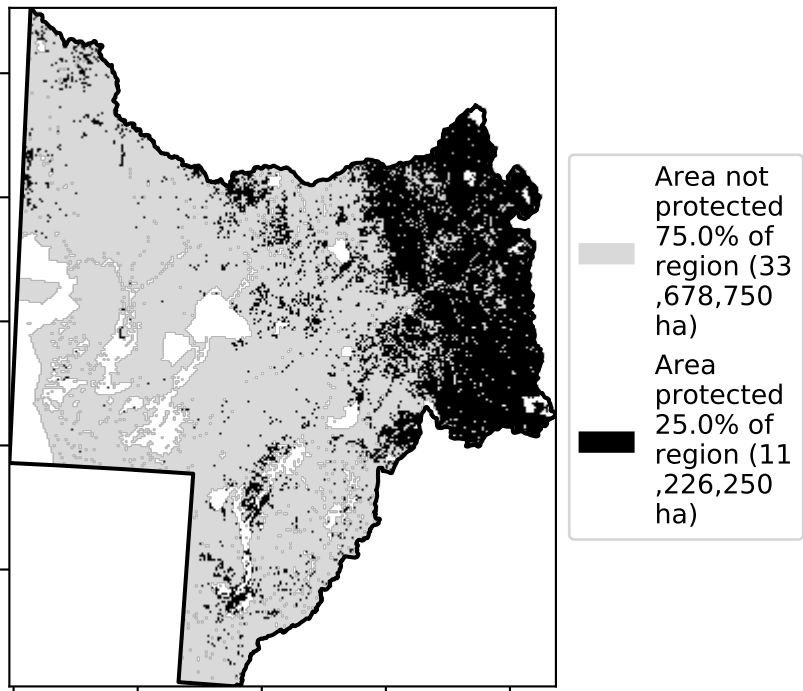 Area not
protected
75.0% of
region (33
,678,750
ha)
Area
protected
25.0% of
region (11
,226,250
ha)